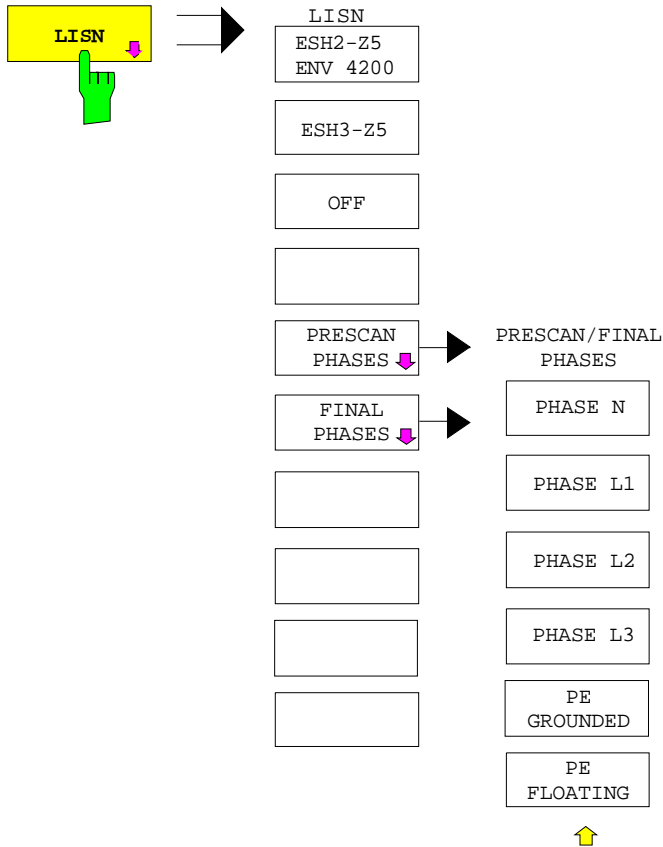 LISN
LISN
ESH2-Z5
ENV 4200
ESH3-Z5
OFF
PRESCAN
PHASES
FINAL
PHASES
PRESCAN/FINAL
PHASES
PHASE N
PHASE L1
PHASE L2
PHASE L3
PE
GROUNDED
PE
FLOATING